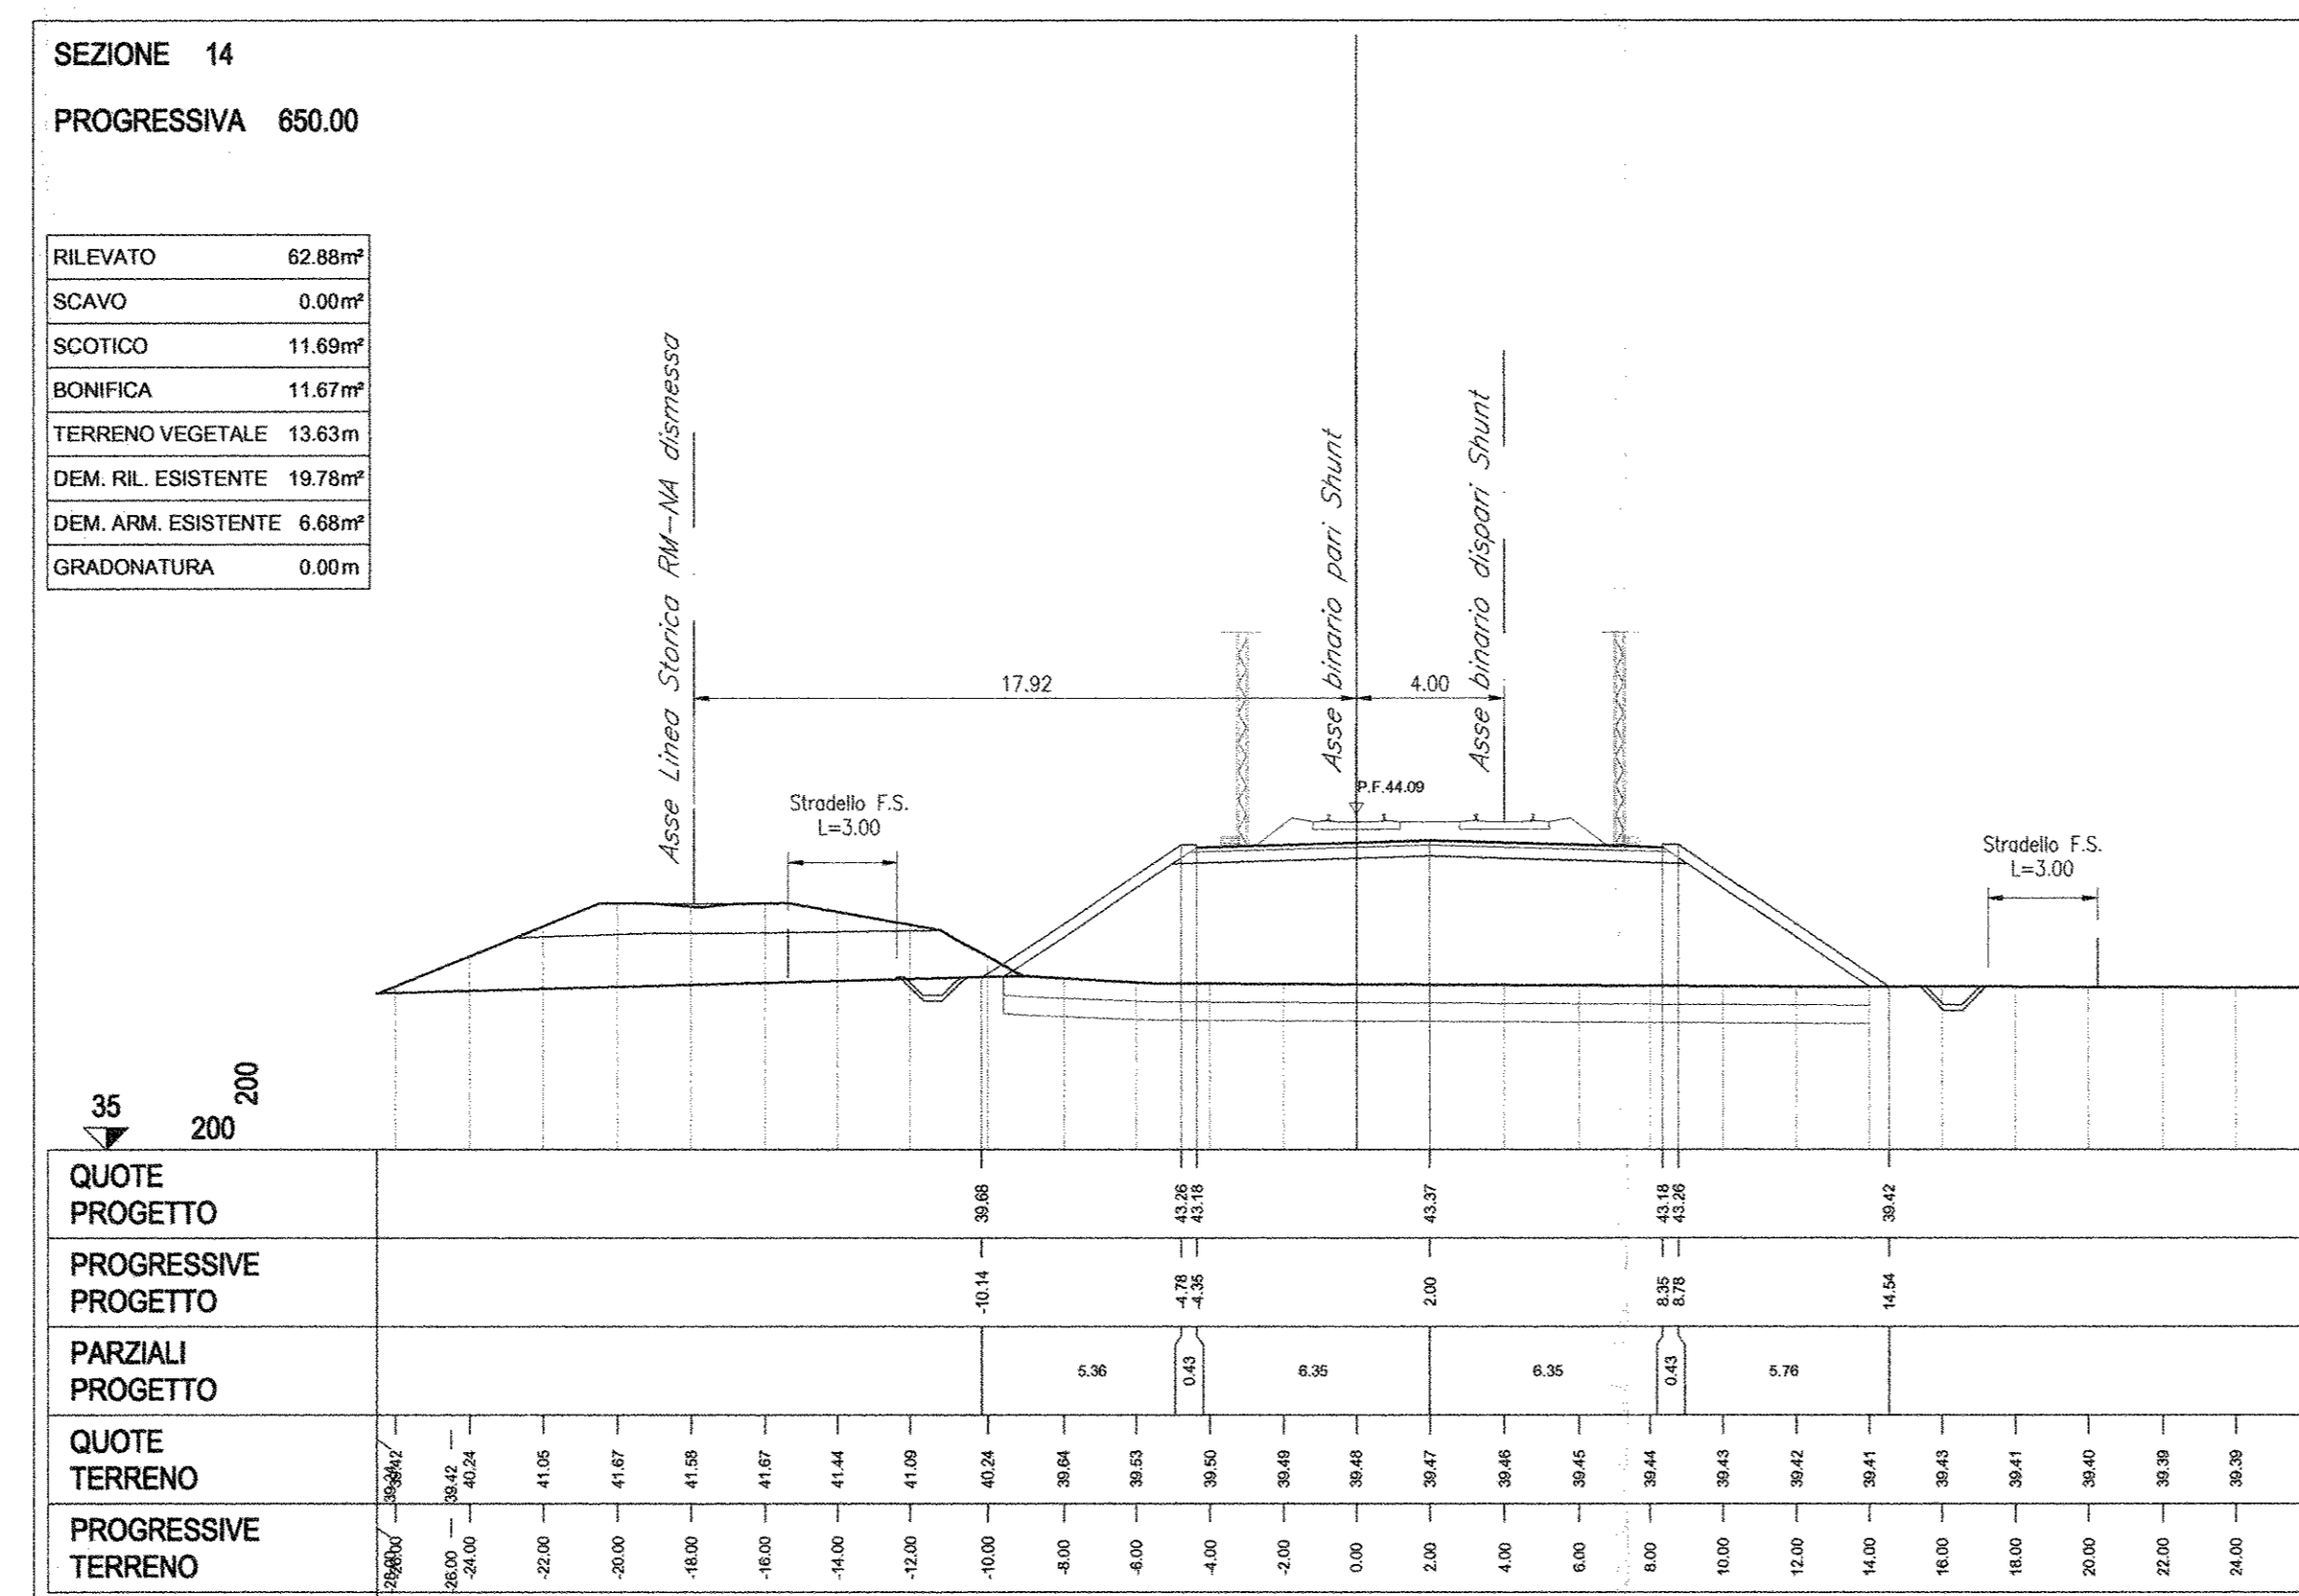 SEZIONE 14
PROGRESSIVA 650.00
RILEVATO 62.88m²
SCAVO 0.00m²
SCOTICO 11.69m²
BONIFICA 11.67m²
TERRENO VEGETALE 13.63m
DEM. RIL. ESISTENTE 19.78m²
DEM. ARM. ESISTENTE 6.68m²
GRADONATURA 0.00m
Asse Linea Storica RM-NA dismessa
Asse binario pari Shunt
Asse binario dispari Shunt
17.92
4.00
P.F.44.09
Stradello F.S.
L=3.00
Stradello F.S.
L=3.00
35
200
200
QUOTE
PROGETTO
39.68 43.26 43.18 43.37 43.18 43.26 39.42
PROGRESSIVE
PROGETTO
-10.14 -4.78 -4.35 2.00 8.35 8.78 14.54
PARZIALI
PROGETTO
5.36 0.43 6.35 6.35 0.43 5.76
QUOTE
TERRENO
39.42 40.24 41.05 41.67 41.58 41.67 41.44 41.09 40.24 39.64 39.53 39.50 39.49 39.48 39.47 39.46 39.45 39.44 39.43 39.42 39.41 39.43 39.41 39.40 39.39 39.39
PROGRESSIVE
TERRENO
-26.00 -24.00 -22.00 -20.00 -18.00 -16.00 -14.00 -12.00 -10.00 -8.00 -6.00 -4.00 -2.00 0.00 2.00 4.00 6.00 8.00 10.00 12.00 14.00 16.00 18.00 20.00 22.00 24.00